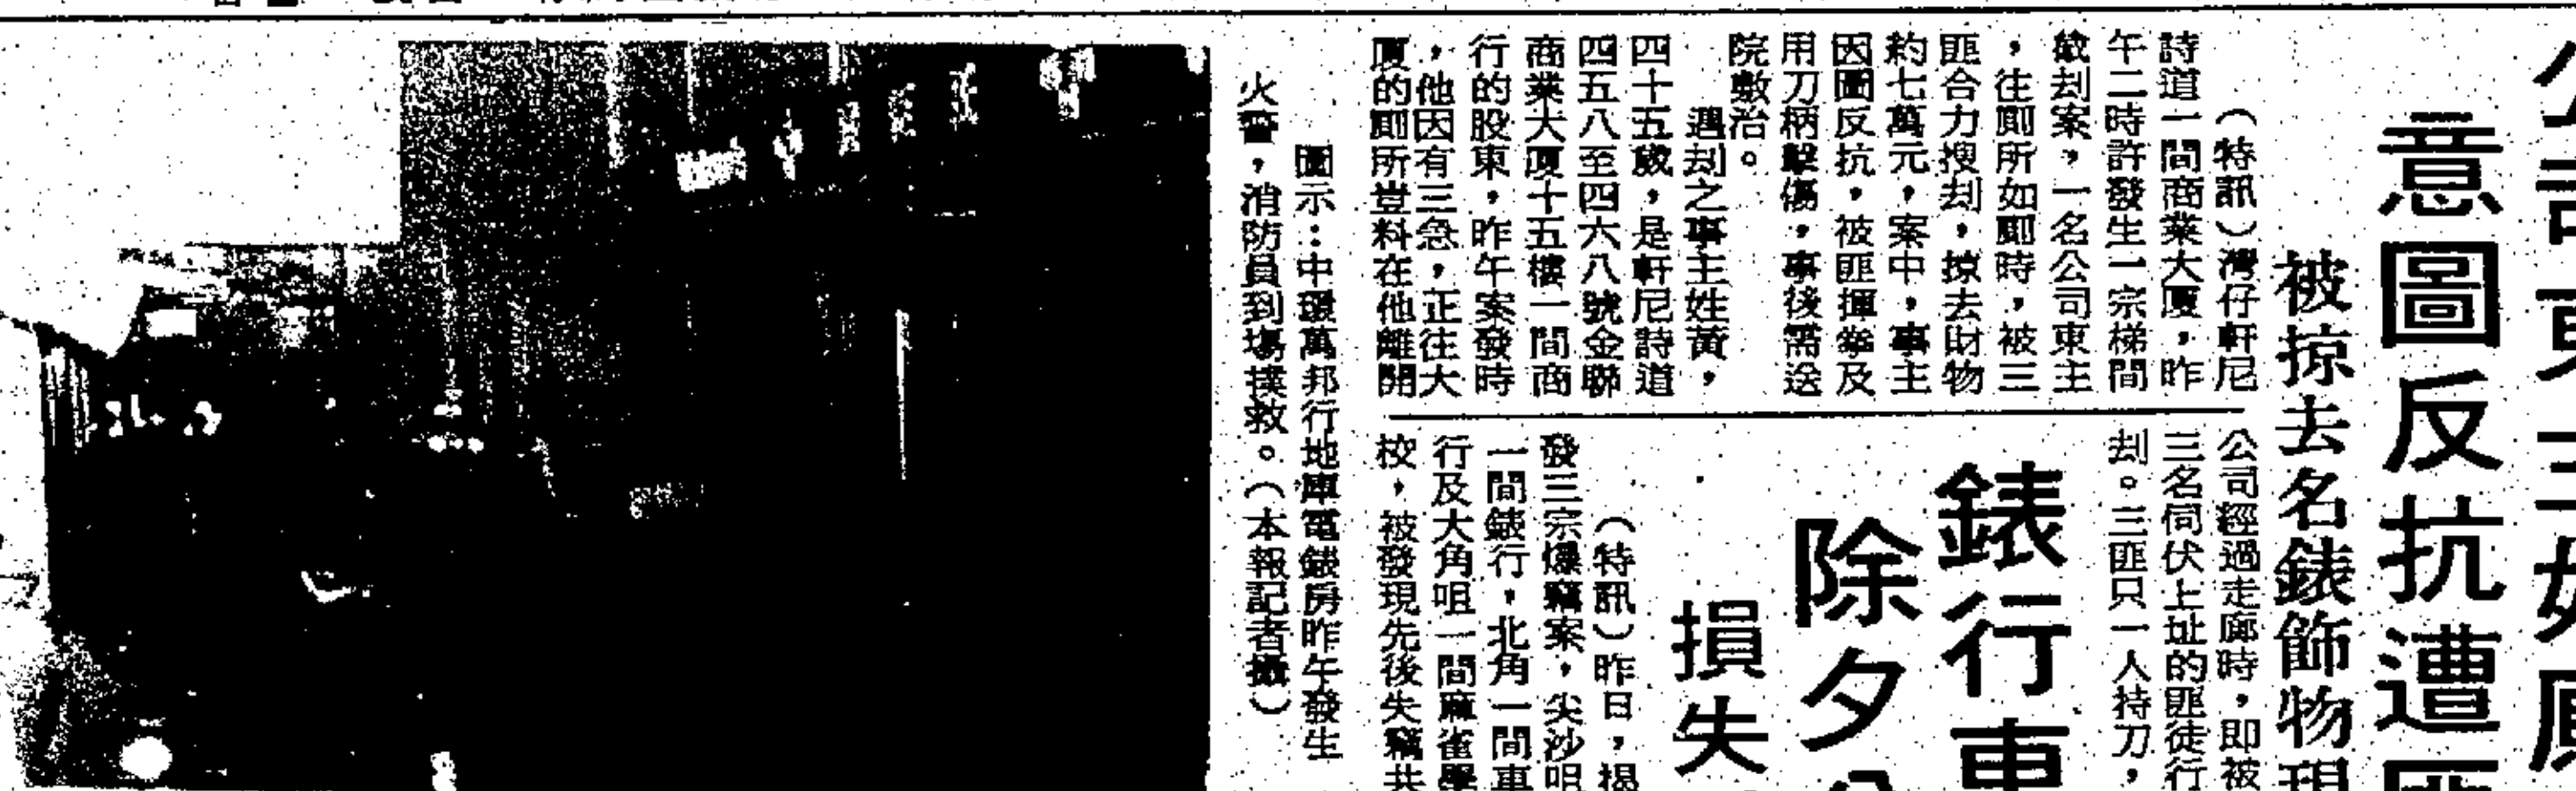 意圖反抗遭匪
被掠去名錶飾物現
（特訊）灣仔軒尼
詩道一間商業大廈，昨
午二時許發生一宗梯間
械刦案，一名公司東主
，往厠所如厠時，被三
匪合力搜刦，掠去財物
約七萬元，案中，事主
因圖反抗，被匪揮拳及
用刀柄擊傷，事後需送
院敷治。
遇刦之事主姓黃，
四十五歲，是軒尼詩道
四五八至四六八號金聯
商業大厦十五樓一間商
行的股東，昨午案發時
，他因有三急，正往大
厦的厠所豈料在他離開
公司經過走廊時，即被
三名伺伏上址的匪徒行
刦。三匪只一人持刀，
錶行車
除夕
損失
（特訊）昨日，揭
發三宗爆竊案，尖沙咀
一間錶行，北角一間車
行及大角咀一間麻雀學
校，被發現先後失竊共
圖示：中環萬邦行地庫電錶房昨午發生
火警，消防員到塲撲救。（本報記者攝）